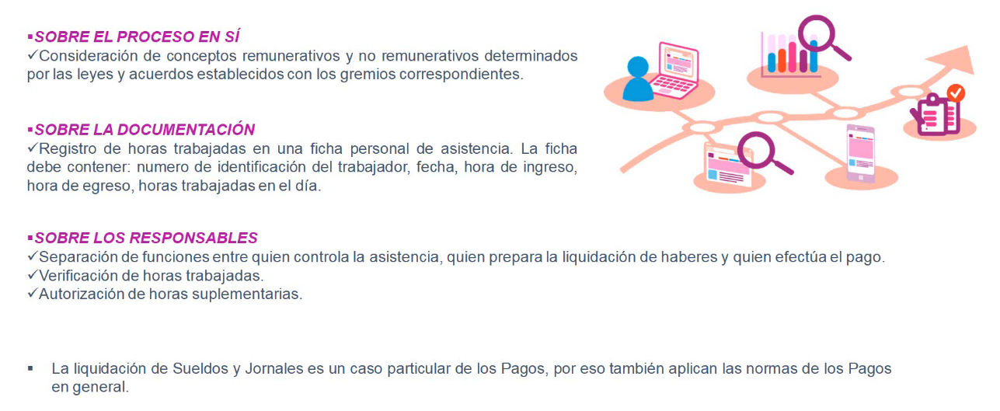 ▪SOBRE EL PROCESO EN SÍ
✓Consideración de conceptos remunerativos y no remunerativos determinados
por las leyes y acuerdos establecidos con los gremios correspondientes.
▪SOBRE LA DOCUMENTACIÓN
✓Registro de horas trabajadas en una ficha personal de asistencia. La ficha
debe contener: numero de identificación del trabajador, fecha, hora de ingreso,
hora de egreso, horas trabajadas en el día.
▪SOBRE LOS RESPONSABLES
✓Separación de funciones entre quien controla la asistencia, quien prepara la liquidación de haberes y quien efectúa el pago.
✓Verificación de horas trabajadas.
✓Autorización de horas suplementarias.
▪ La liquidación de Sueldos y Jornales es un caso particular de los Pagos, por eso también aplican las normas de los Pagos
en general.